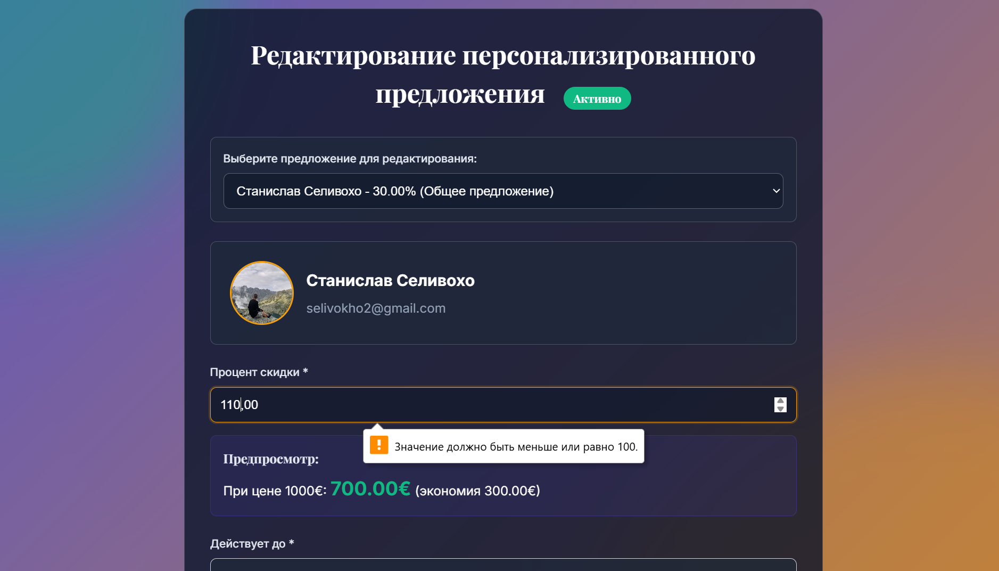 Редактирование персонализированного
предложения Активно
Выберите предложение для редактирования:
Станислав Селивохо - 30.00% (Общее предложение)
Станислав Селивохо
selivokho2@gmail.com
Процент скидки *
110,00
Значение должно быть меньше или равно 100.
Предпросмотр:
При цене 1000€: 700.00€ (экономия 300.00€)
Действует до *